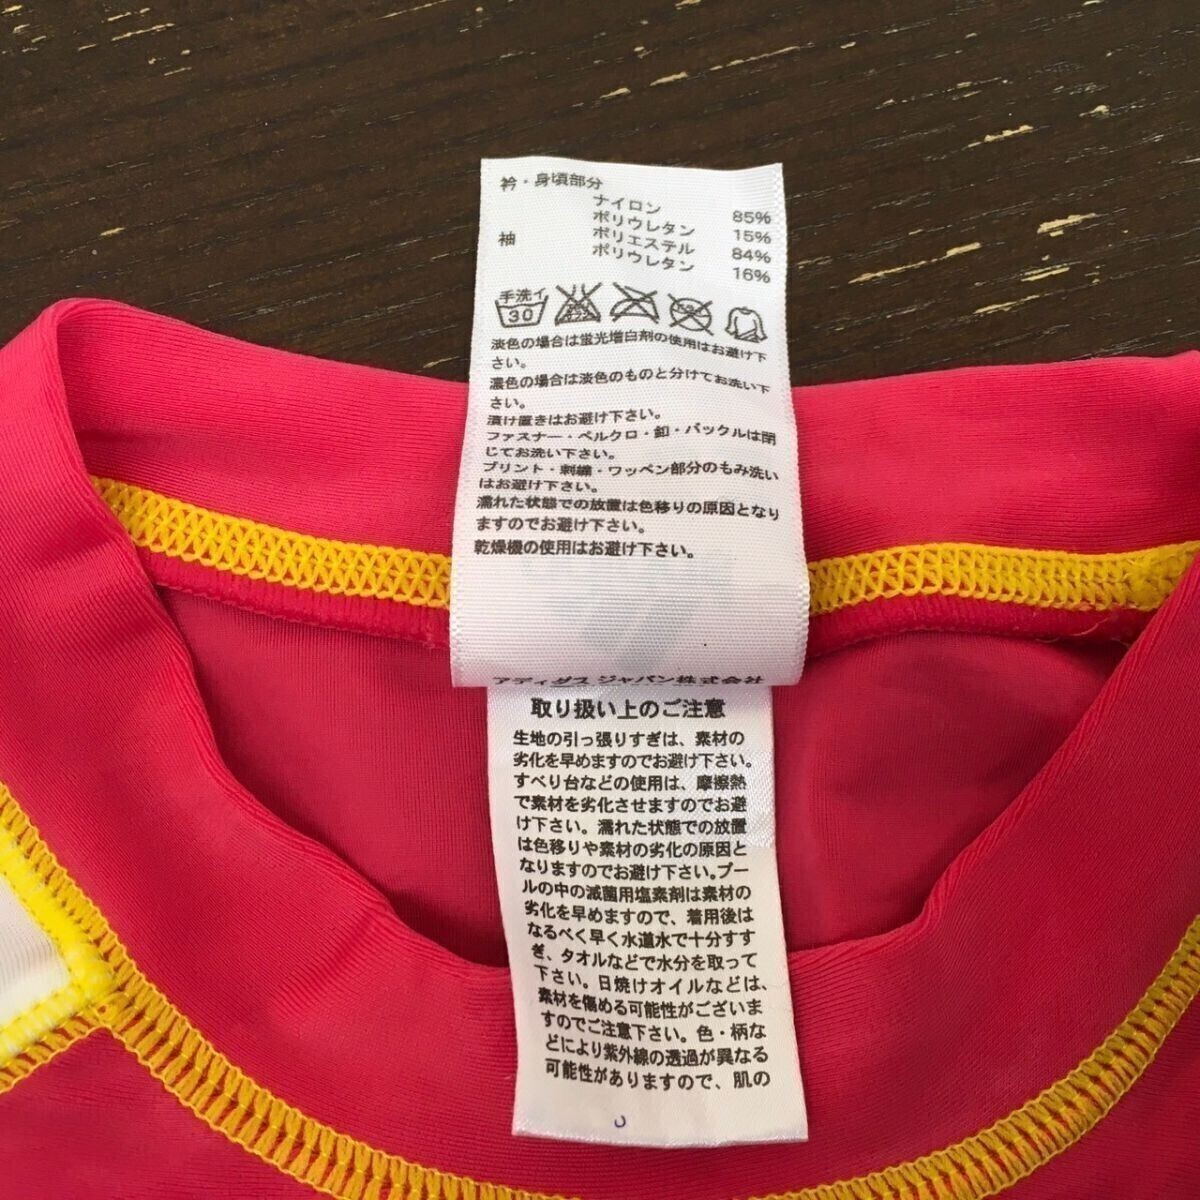 衿・身頃部分
ナイロン 85%
ポリウレタン 15%
袖 ポリエステル 84%
ポリウレタン 16%
手洗イ
30
淡色の場合は蛍光増白剤の使用はお避け下
さい。
濃色の場合は淡色のものと分けてお洗い下
さい。
漬け置きはお避け下さい。
ファスナー・ベルクロ・釦・バックルは閉
じてお洗い下さい。
プリント・刺繍・ワッペン部分のもみ洗い
はお避け下さい。
濡れた状態での放置は色移りの原因となり
ますのでお避け下さい。
乾燥機の使用はお避け下さい。
アディダス ジャパン株式会社
取り扱い上のご注意
生地の引っ張りすぎは、素材の
劣化を早めますのでお避け下さい。
すべり台などの使用は、摩擦熱
で素材を劣化させますのでお避
け下さい。濡れた状態での放置
は色移りや素材の劣化の原因と
なりますのでお避け下さい。プー
ルの中の滅菌用塩素剤は素材の
劣化を早めますので、着用後は
なるべく早く水道水で十分すす
ぎ、タオルなどで水分を取って
下さい。日焼けオイルなどは、
素材を傷める可能性がございま
すのでご注意下さい。色・柄な
どにより紫外線の透過が異なる
可能性がありますので、肌の